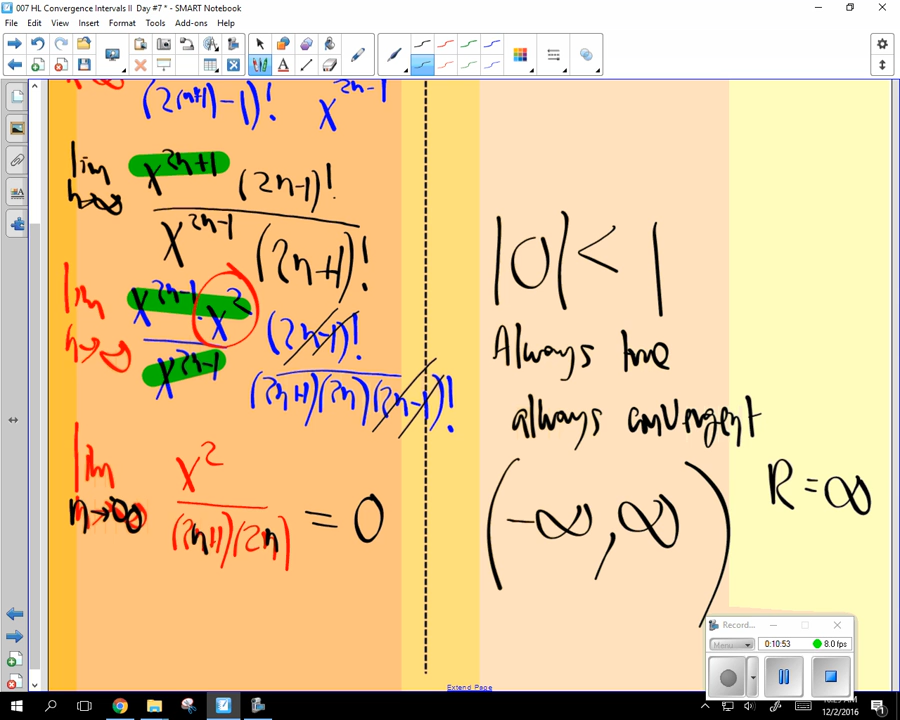 007 HL Convergence Intervals II Day #7 * - SMART Notebook
File Edit View Insert Format Tools Add-ons Help
(2(n+1)-1)! x^{2n-1}
lim n→∞ x^{2n+1} (2n-1)! / x^{2n-1} (2n+1)!
lim n→∞ x^{2n-1} · x^2 (2n-1)! / x^{2n-1} (2n+1)(2n)(2n-1)!
lim n→∞ x^2 / (2n+1)(2n) = 0
|0| < 1
Always true
always convergent
(-∞, ∞)
R = ∞
Extend Page
Record...
Menu 0:10:53 8.0 fps
12/2/2016